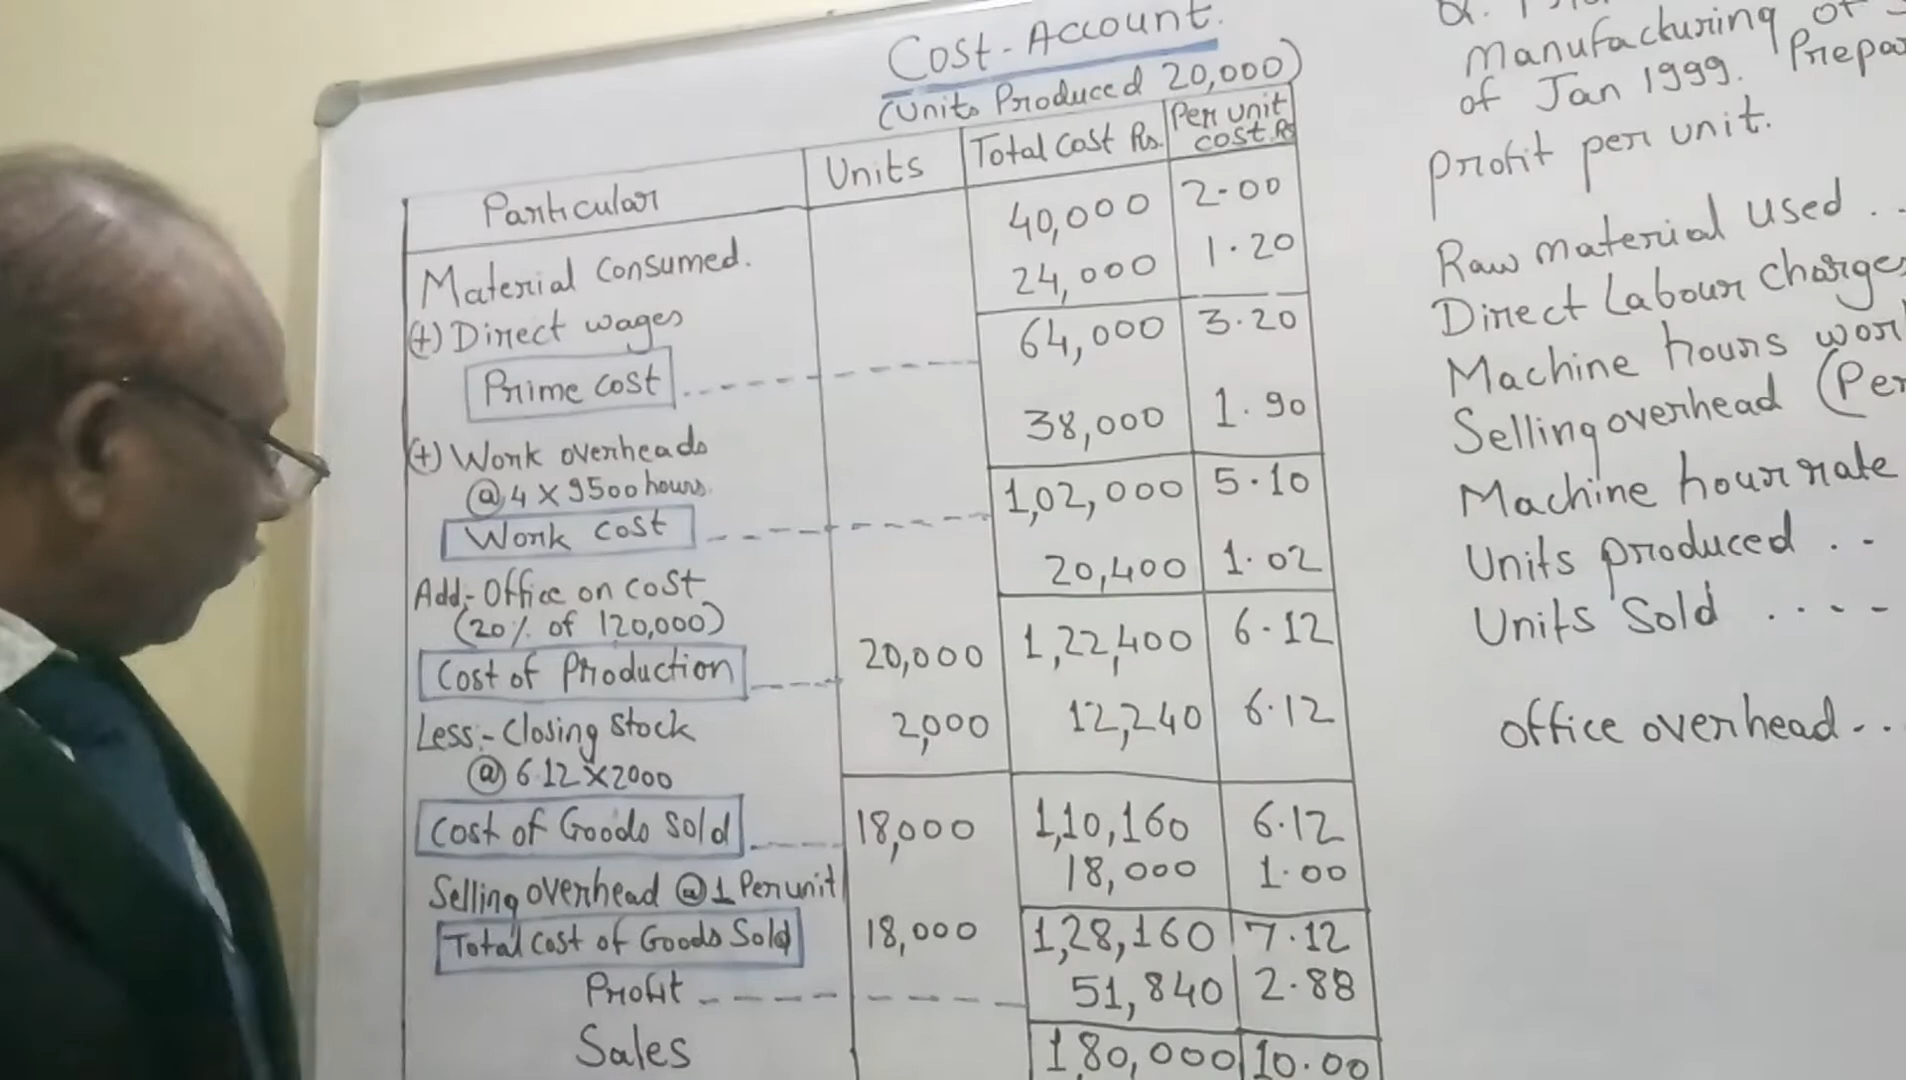 Cost-Account.
(Units Produced 20,000)
Particular Units Total Cost Rs. Per unit cost Rs
Material Consumed. 40,000 2.00
(+) Direct wages 24,000 1.20
Prime cost 64,000 3.20
(+) Work overheads 38,000 1.90
@ 4 X 9500 hours.
Work cost 1,02,000 5.10
Add:- Office on cost 20,400 1.02
(20% of 120,000)
Cost of Production 20,000 1,22,400 6.12
Less:- Closing stock 2,000 12,240 6.12
@ 6.12 X 2000
Cost of Goods sold 18,000 1,10,160 6.12
Selling overhead @ 1 Per unit 18,000 1.00
Total cost of Goods Sold 18,000 1,28,160 7.12
Profit 51,840 2.88
Sales 1,80,000 10.00
manufacturing of
of Jan 1999.
profit per unit.
Raw material used . .
Direct Labour Charges
Machine hours
Selling overhead (Per
Machine hour rate
Units produced . .
Units Sold . . . .
office overhead . .